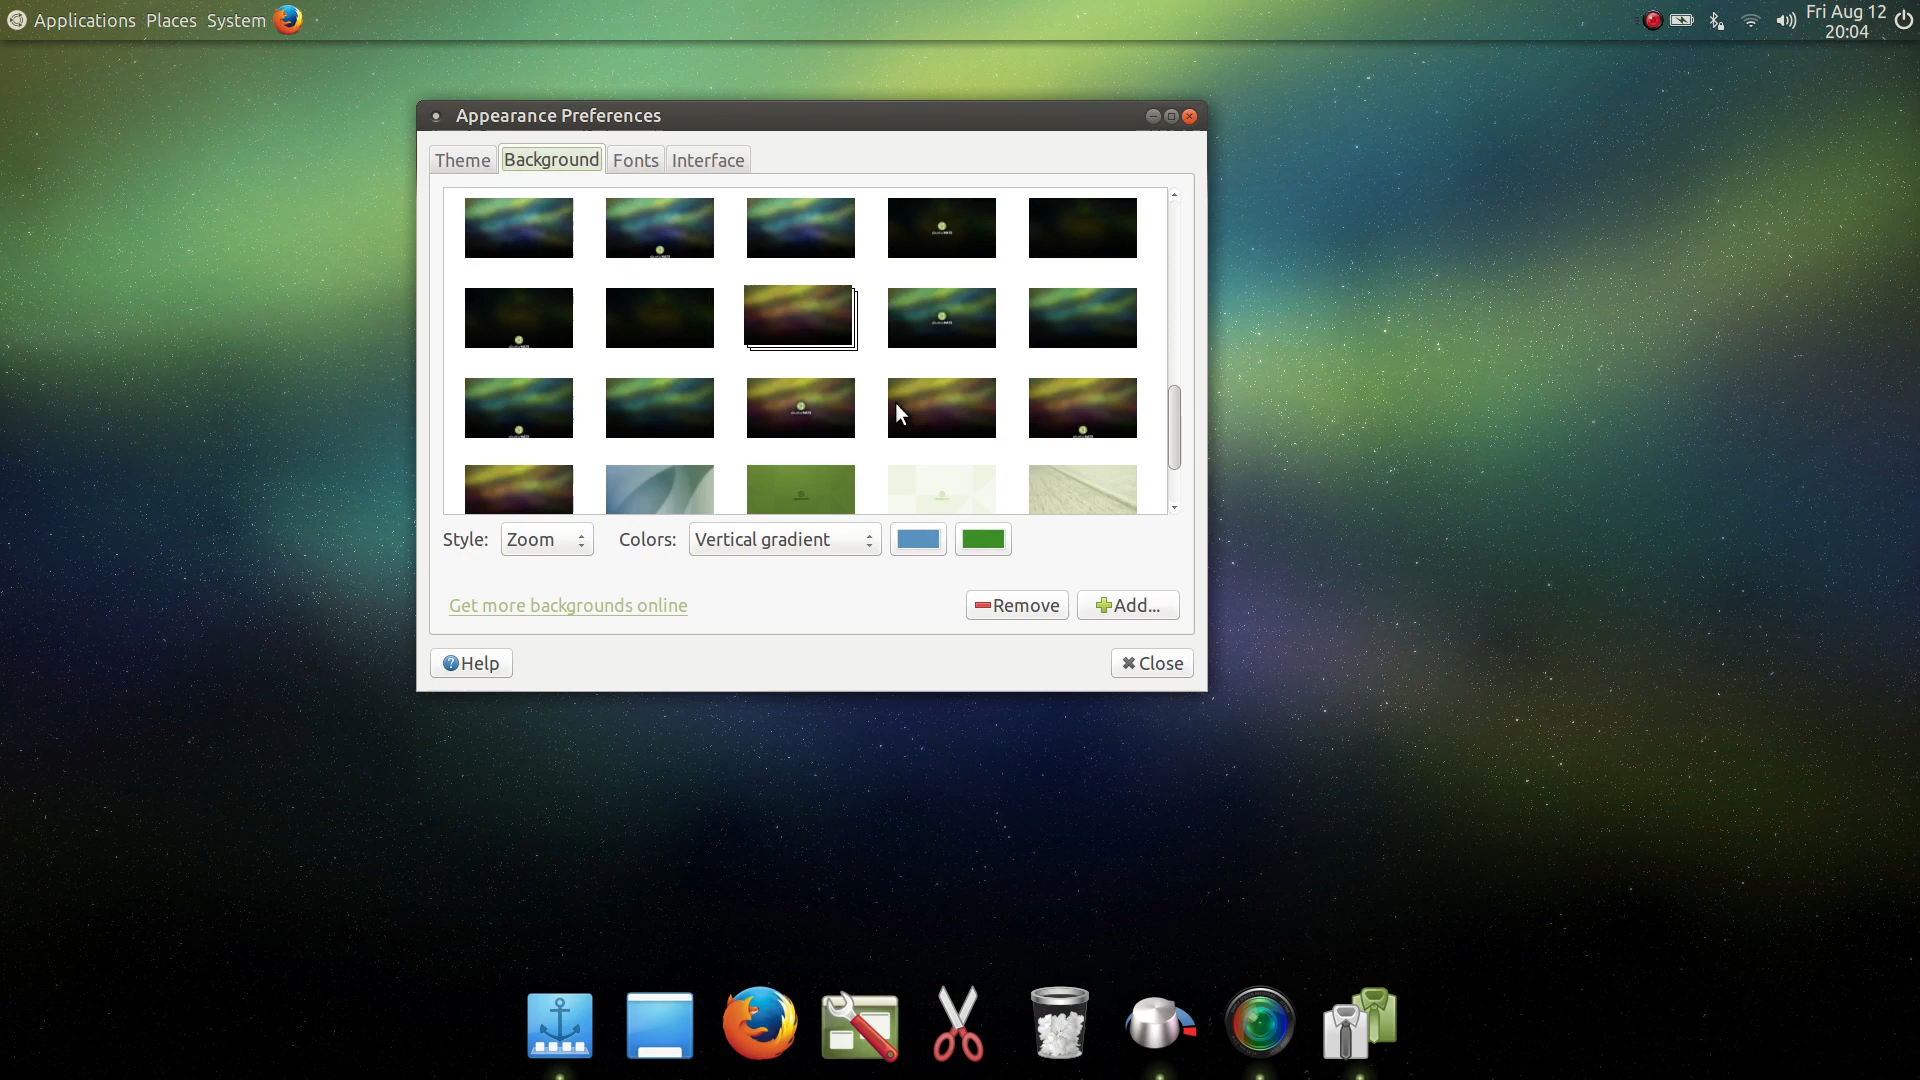 Applications Places System
Fri Aug 12
20:04
Appearance Preferences
Theme Background Fonts Interface
Style: Zoom Colors: Vertical gradient
Get more backgrounds online
Remove Add...
Help Close